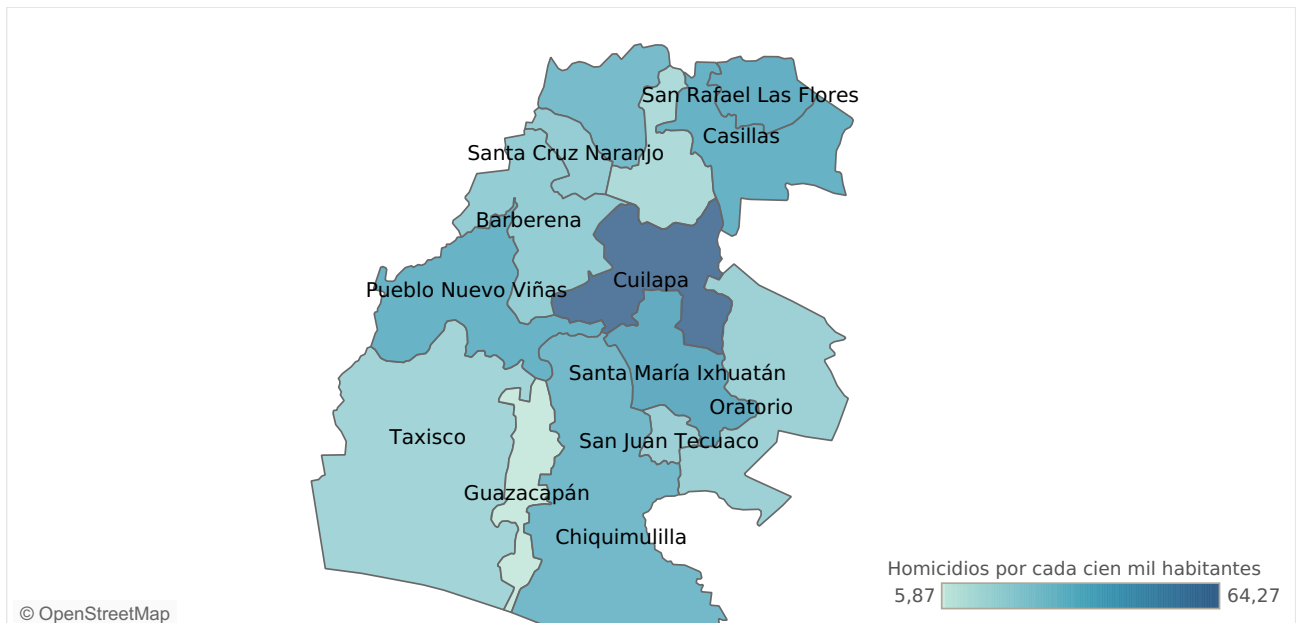 San Rafael Las Flores
Casillas
Santa Cruz Naranjo
Barberena
Cuilapa
Pueblo Nuevo Viñas
Santa María Ixhuatán
Oratorio
Taxisco
San Juan Tecuaco
Guazacapán
Chiquimulilla
Homicidios por cada cien mil habitantes
5,87 64,27
© OpenStreetMap